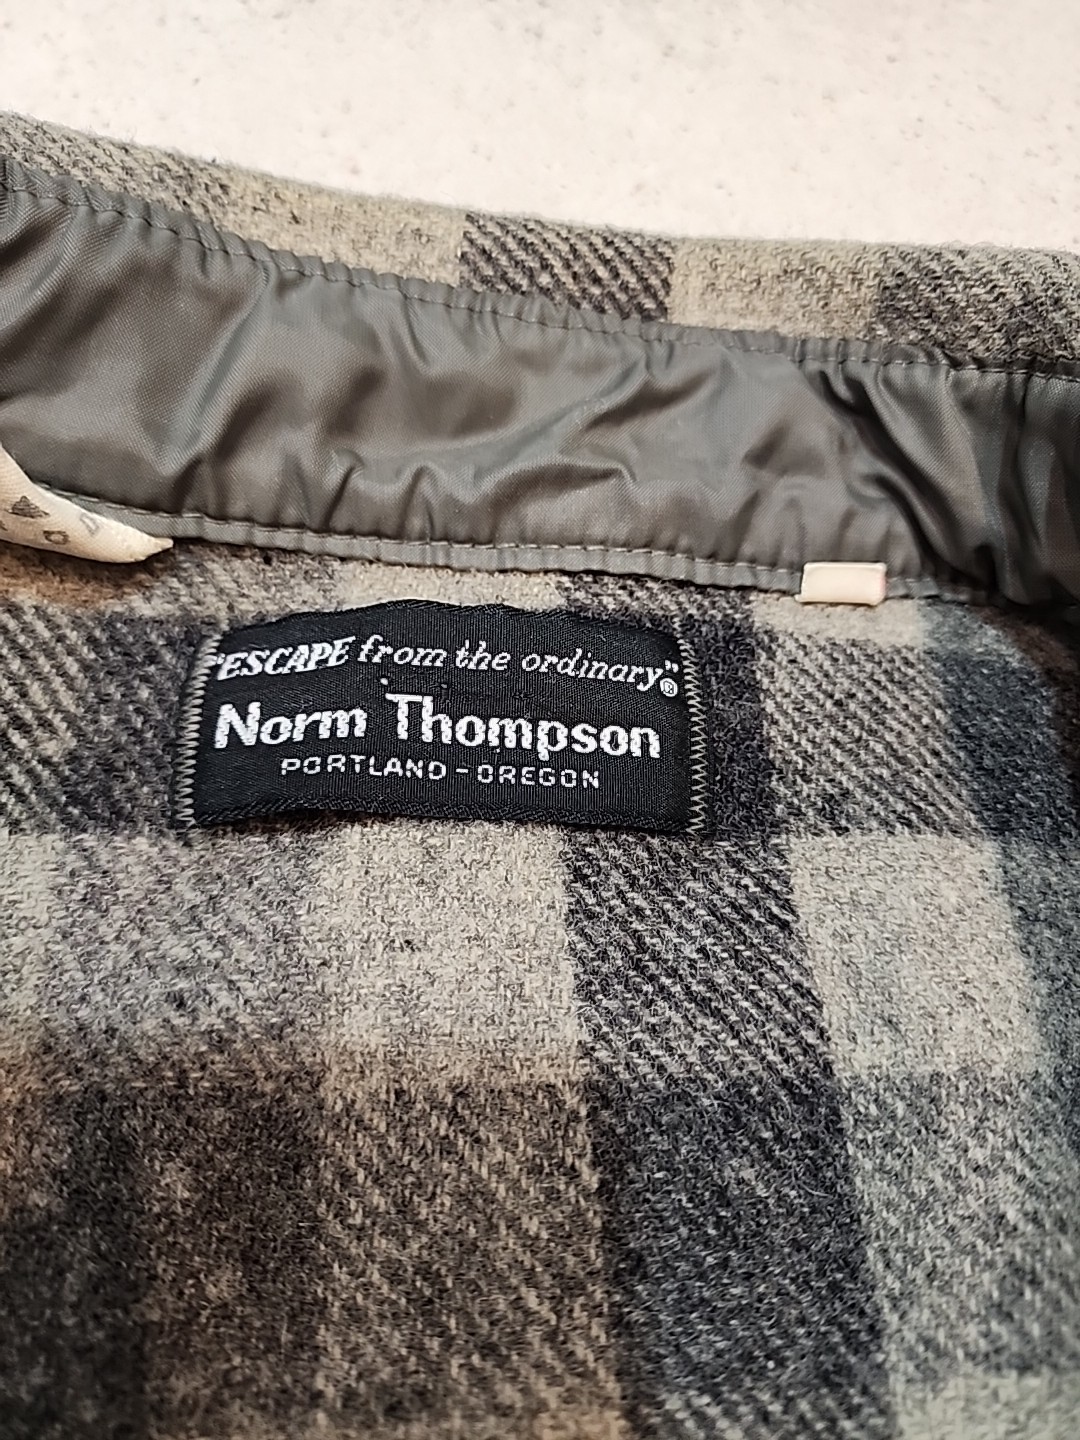 "ESCAPE from the ordinary"®
Norm Thompson
PORTLAND-OREGON